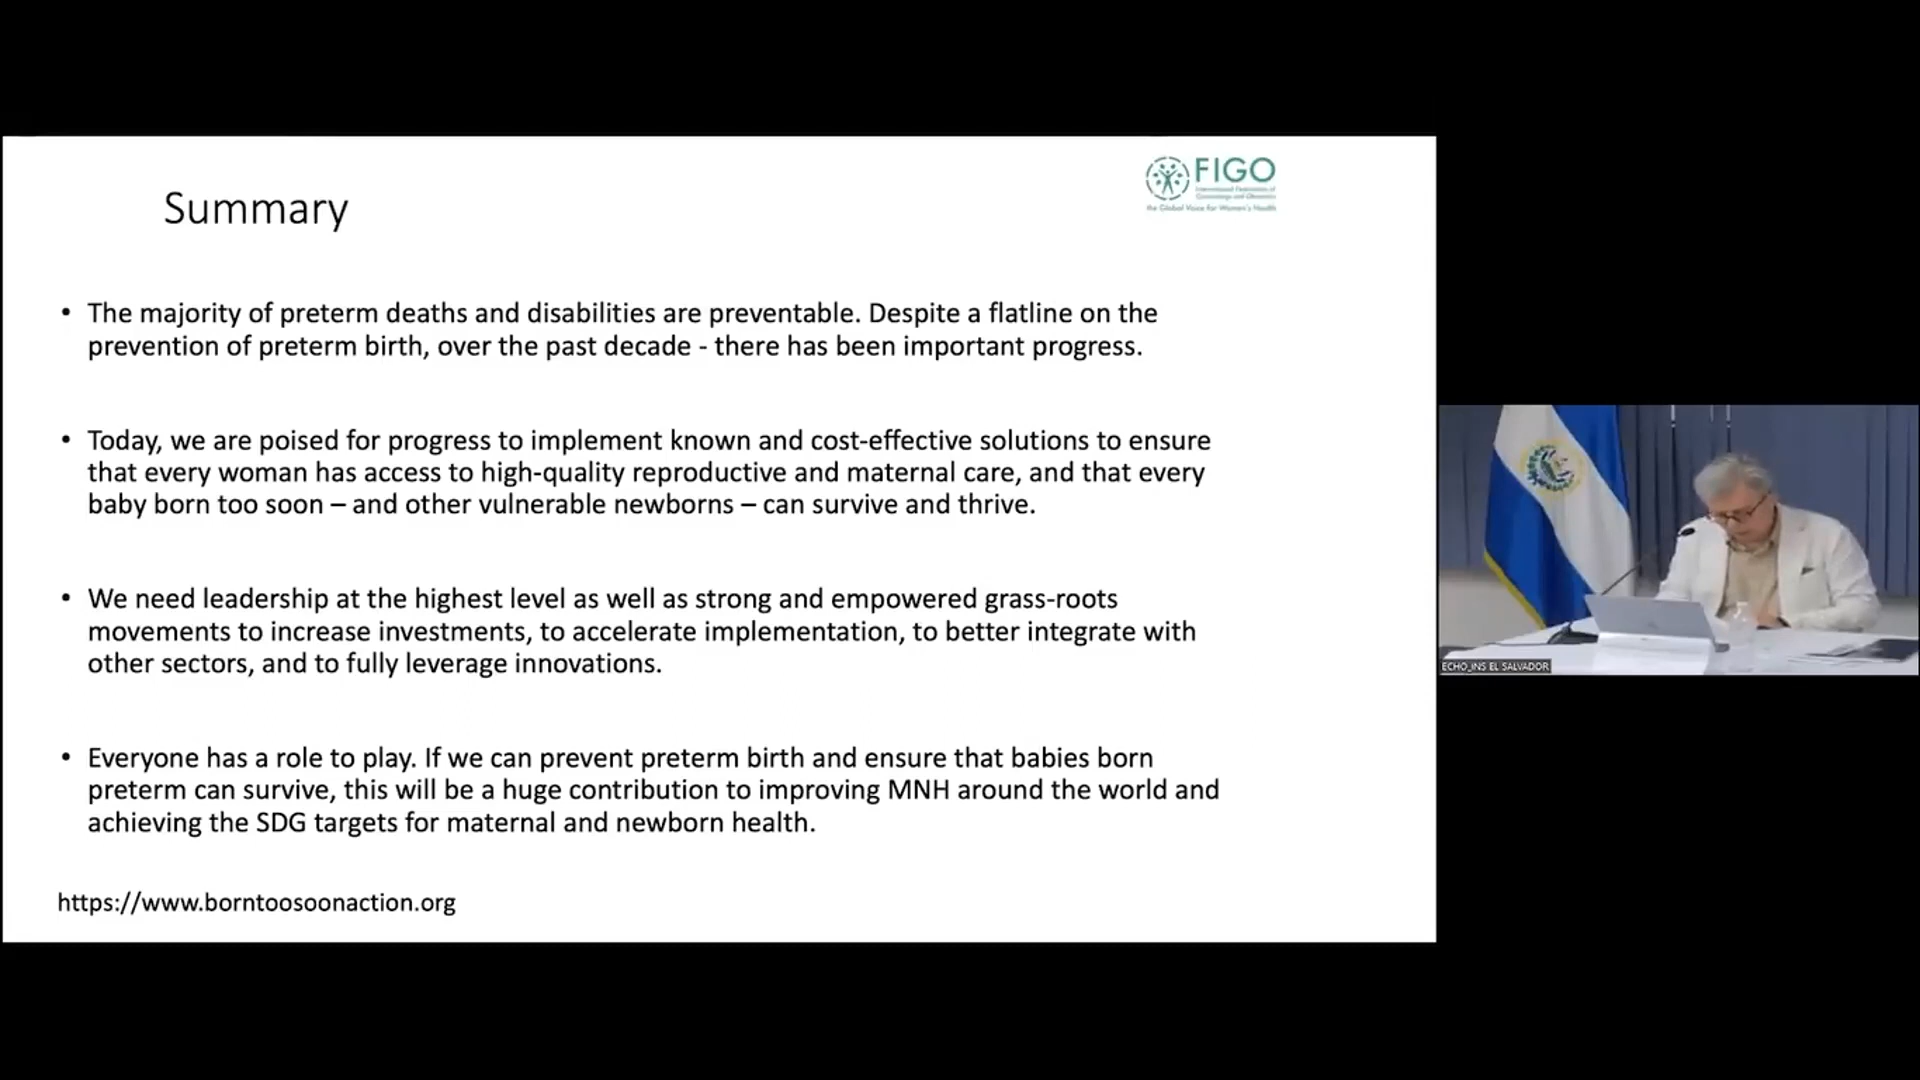 FIGO
International Federation of
Gynecology and Obstetrics
the Global Voice for Women's Health
Summary
• The majority of preterm deaths and disabilities are preventable. Despite a flatline on the
prevention of preterm birth, over the past decade - there has been important progress.
• Today, we are poised for progress to implement known and cost-effective solutions to ensure
that every woman has access to high-quality reproductive and maternal care, and that every
baby born too soon – and other vulnerable newborns – can survive and thrive.
• We need leadership at the highest level as well as strong and empowered grass-roots
movements to increase investments, to accelerate implementation, to better integrate with
other sectors, and to fully leverage innovations.
• Everyone has a role to play. If we can prevent preterm birth and ensure that babies born
preterm can survive, this will be a huge contribution to improving MNH around the world and
achieving the SDG targets for maternal and newborn health.
https://www.borntoosoonaction.org
ECHO_INS EL SALVADOR